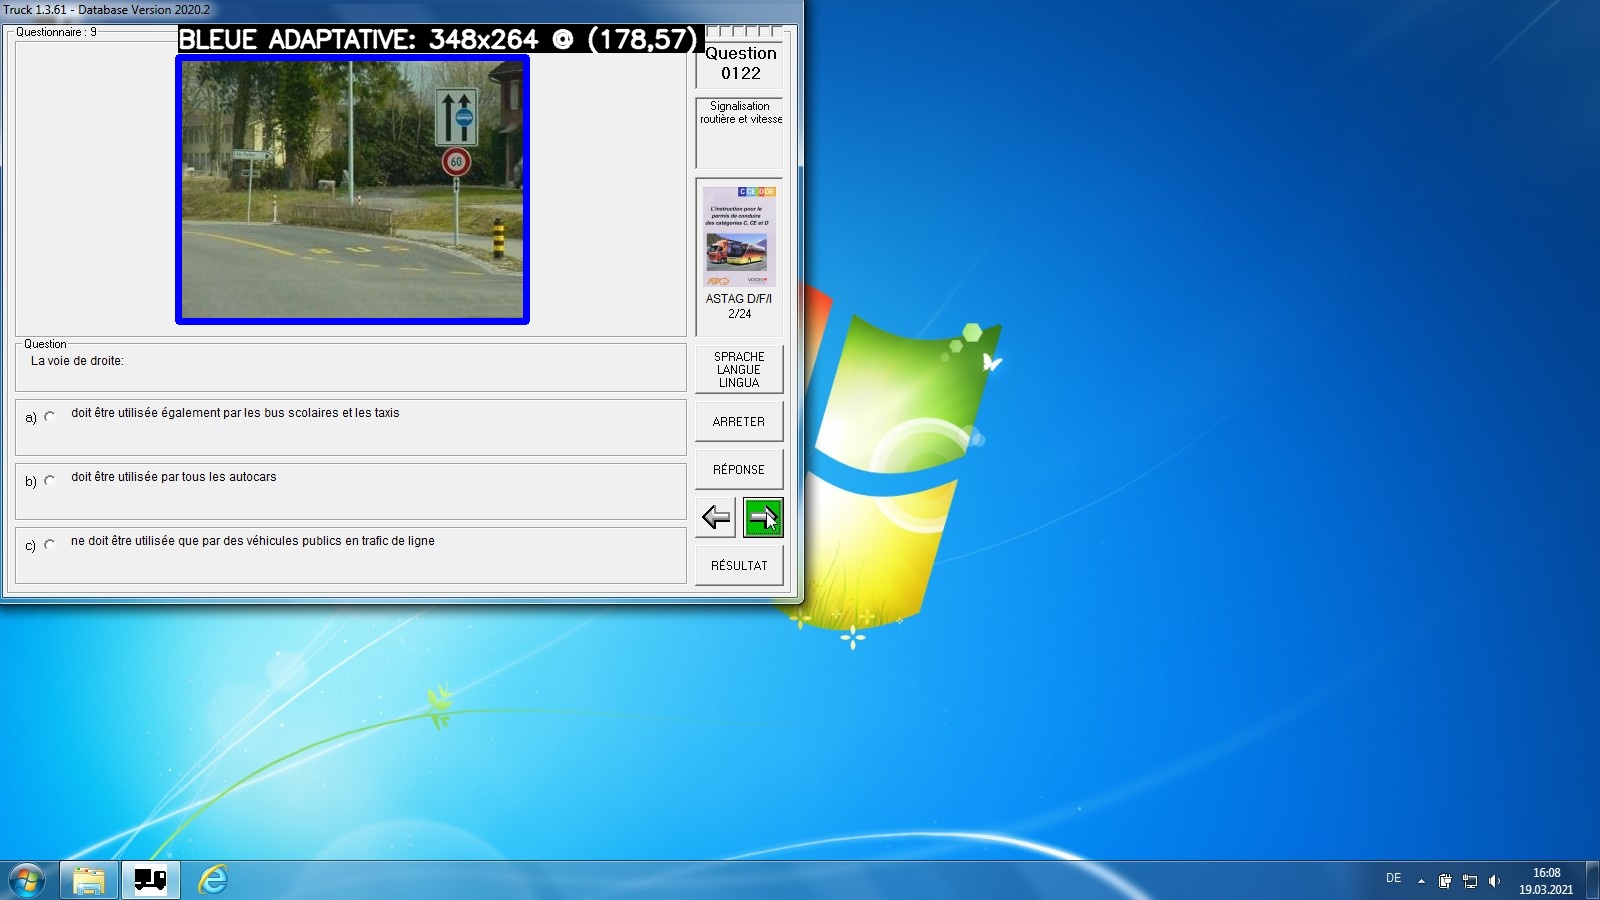 Truck 1.3.61 - Database Version 2020.2
Questionnaire : 9
BLEUE ADAPTATIVE: 348x264 @ (178,57)
Question
0122
60
BUS
Signalisation
routière et vitesse
C CE D DE
L'instruction pour le
permis de conduire
des catégories C, CE et D
ASTAG D/F/I
2/24
Question
La voie de droite:
a) doit être utilisée également par les bus scolaires et les taxis
b) doit être utilisée par tous les autocars
c) ne doit être utilisée que par des véhicules publics en trafic de ligne
SPRACHE
LANGUE
LINGUA
ARRETER
RÉPONSE
RÉSULTAT
DE
16:08
19.03.2021